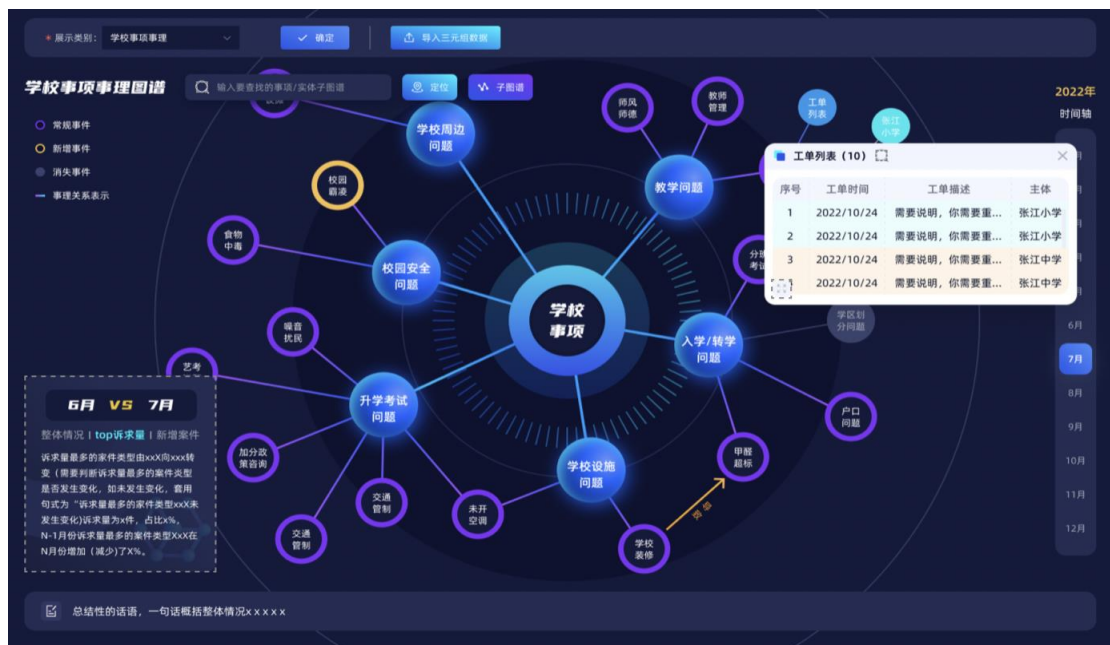 * 展示类别： 学校事项事理 确定 导入三元组数据
学校事项事理图谱
输入要查找的事项/实体子图谱
定位
子图谱
常规事件
新增事件
消失事件
事理关系表示
学校周边
问题
师风
师德
教师
管理
工单
列表
张江
小学
2022年
时间轴
校园
霸凌
教学问题
食物
中毒
校园安全
问题
分班
考试
工单列表（10）
序号 工单时间 工单描述 主体
1 2022/10/24 需要说明，你需要重... 张江小学
2 2022/10/24 需要说明，你需要重... 张江小学
3 2022/10/24 需要说明，你需要重... 张江中学
2022/10/24 需要说明，你需要重... 张江中学
学校
事项
噪音
扰民
入学/转学
问题
学区划
分问题
艺考
升学考试
问题
户口
问题
加分政
策咨询
交通
管制
交通
管制
未开
空调
学校设施
问题
甲醛
超标
导致
学校
装修
6月
7月
8月
9月
10月
11月
12月
6月 VS 7月
整体情况 | top诉求量 | 新增案件
诉求量最多的家件类型由xxX向xxx转
变（需要判断诉求量最多的案件类型
是否发生变化，如未发生变化，套用
句式为“诉求量最多的家件类型xxX未
发生变化)诉求量为x件，占比x%。
N-1月份诉求量最多的案件类型XxX在
N月份增加（减少)了X%。
总结性的话语，一句话概括整体情况x x x x x